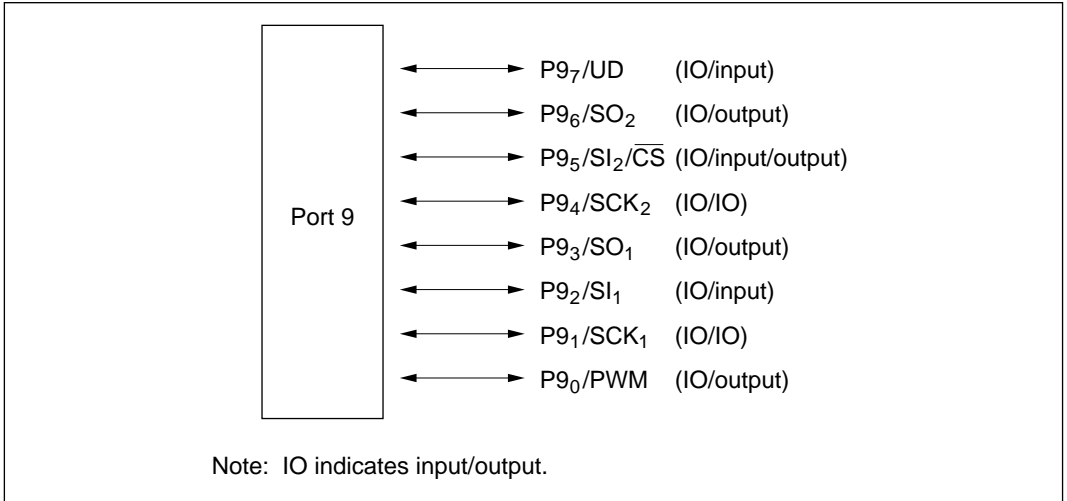 Port 9
P9₇/UD (IO/input)
P9₆/SO₂ (IO/output)
P9₅/SI₂/C̅S̅ (IO/input/output)
P9₄/SCK₂ (IO/IO)
P9₃/SO₁ (IO/output)
P9₂/SI₁ (IO/input)
P9₁/SCK₁ (IO/IO)
P9₀/PWM (IO/output)
Note: IO indicates input/output.